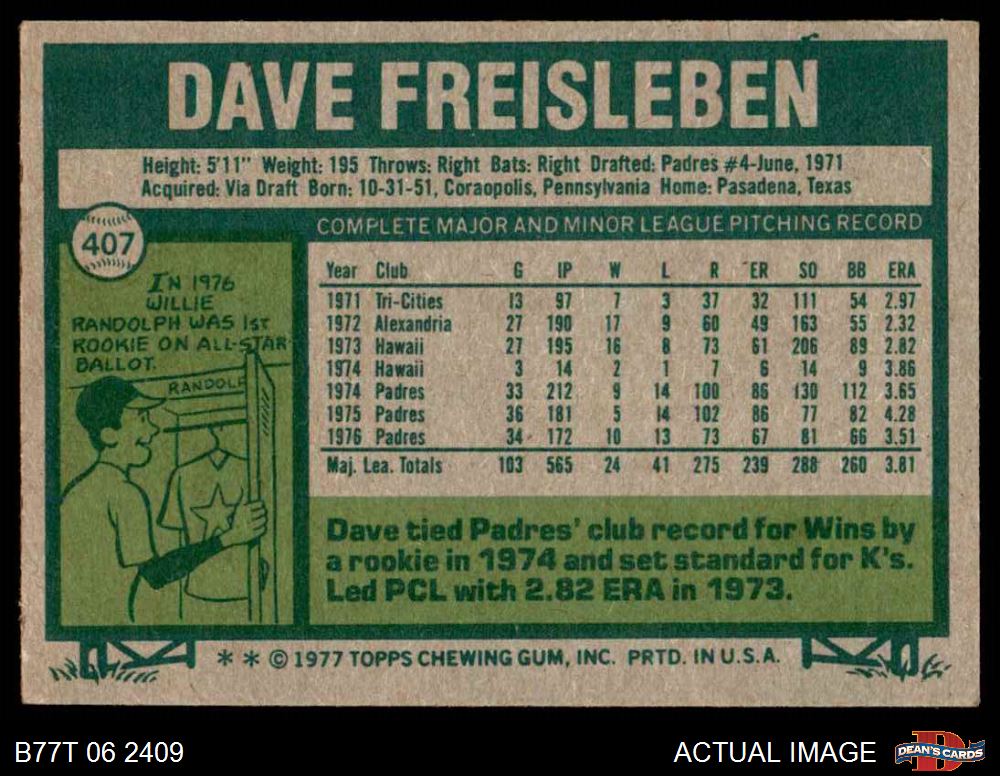 DAVE FREISLEBEN
Height: 5'11" Weight: 195 Throws: Right Bats: Right Drafted: Padres #4-June, 1971
Acquired: Via Draft Born: 10-31-51, Coraopolis, Pennsylvania Home: Pasadena, Texas
407
IN 1976
WILLIE
RANDOLPH WAS 1ST
ROOKIE ON ALL-STAR
BALLOT.
RANDOLP
COMPLETE MAJOR AND MINOR LEAGUE PITCHING RECORD
Year Club G IP W L R ER SO BB ERA
1971 Tri-Cities 13 97 7 3 37 32 111 54 2.97
1972 Alexandria 27 190 17 9 60 49 163 55 2.32
1973 Hawaii 27 195 16 8 73 61 206 89 2.82
1974 Hawaii 3 14 2 1 7 6 14 9 3.86
1974 Padres 33 212 9 14 100 86 130 112 3.65
1975 Padres 36 181 5 14 102 86 77 82 4.28
1976 Padres 34 172 10 13 73 67 81 66 3.51
Maj. Lea. Totals 103 565 24 41 275 239 288 260 3.81
Dave tied Padres' club record for Wins by
a rookie in 1974 and set standard for K's.
Led PCL with 2.82 ERA in 1973.
* * © 1977 TOPPS CHEWING GUM, INC. PRTD. IN U.S.A.
B77T 06 2409
ACTUAL IMAGE
DEAN'S CARDS